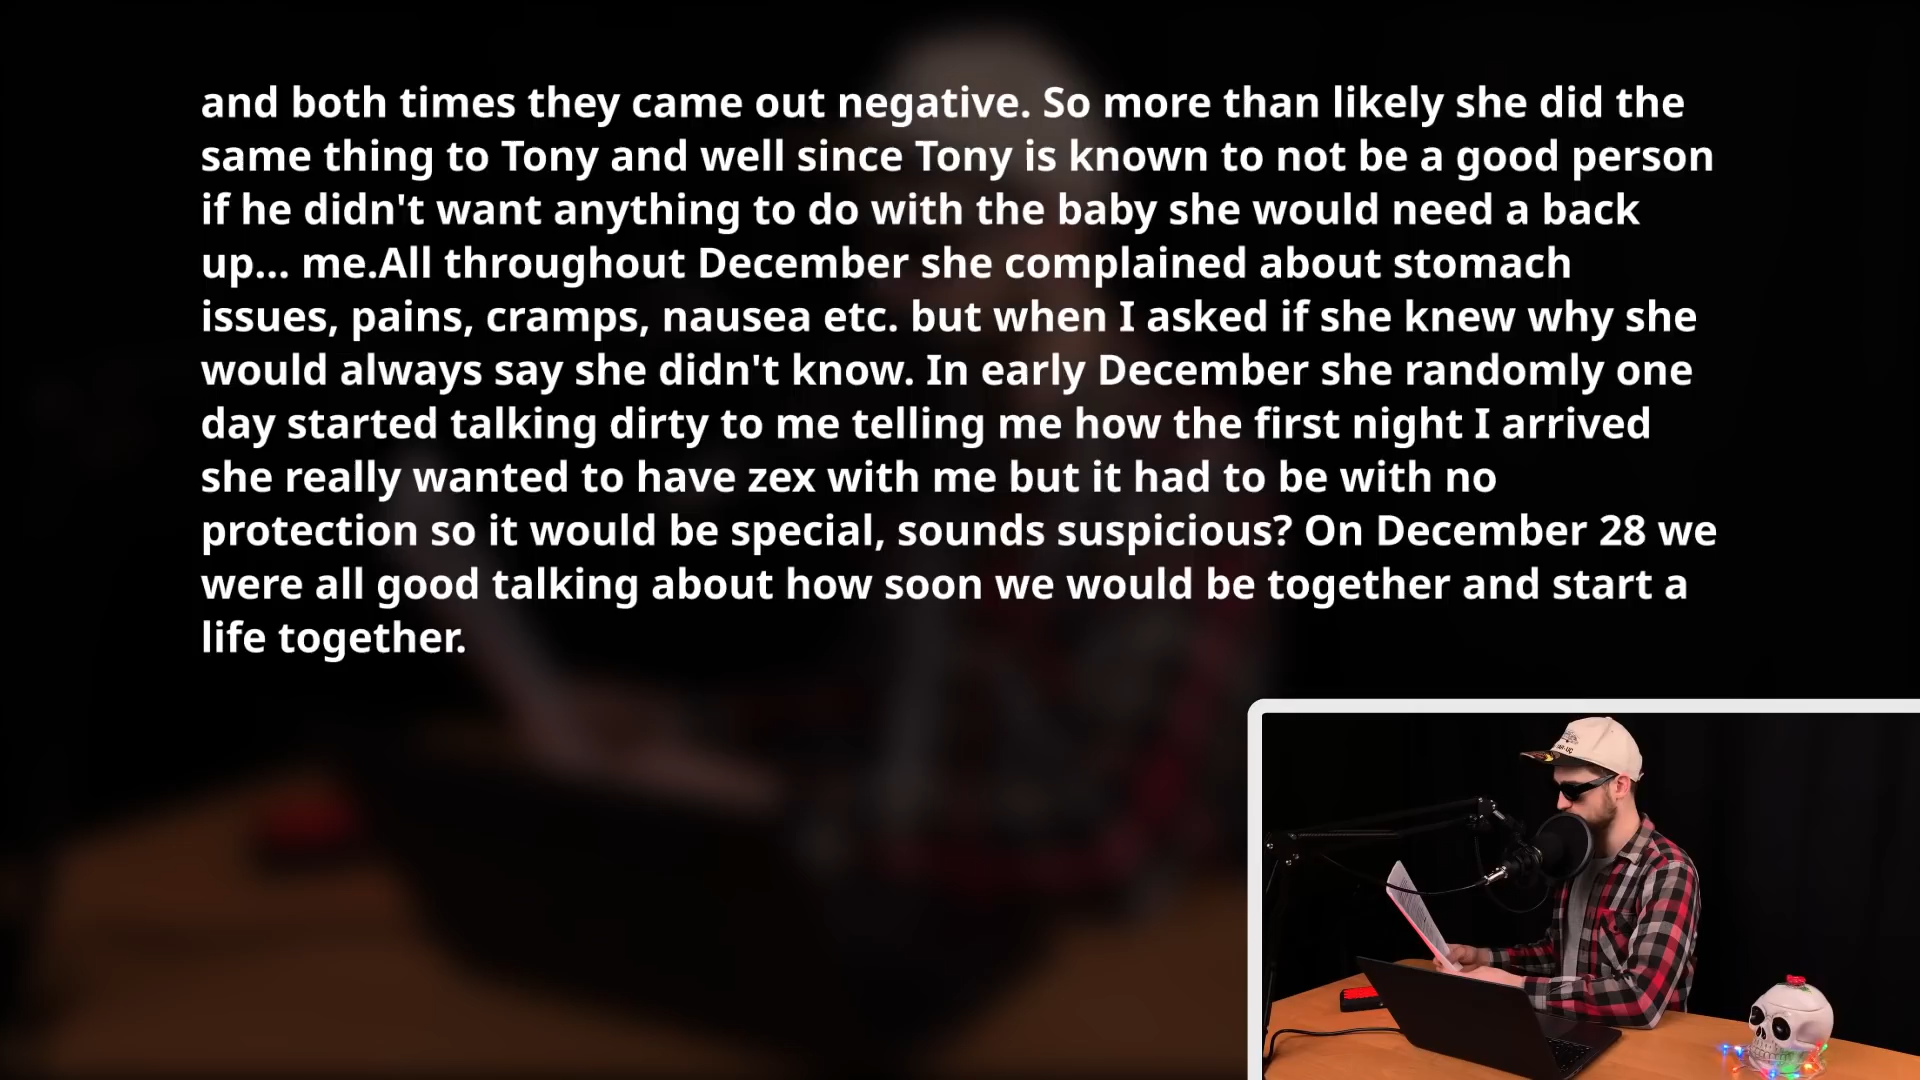 and both times they came out negative. So more than likely she did the
same thing to Tony and well since Tony is known to not be a good person
if he didn't want anything to do with the baby she would need a back
up... me.All throughout December she complained about stomach
issues, pains, cramps, nausea etc. but when I asked if she knew why she
would always say she didn't know. In early December she randomly one
day started talking dirty to me telling me how the first night I arrived
she really wanted to have zex with me but it had to be with no
protection so it would be special, sounds suspicious? On December 28 we
were all good talking about how soon we would be together and start a
life together.